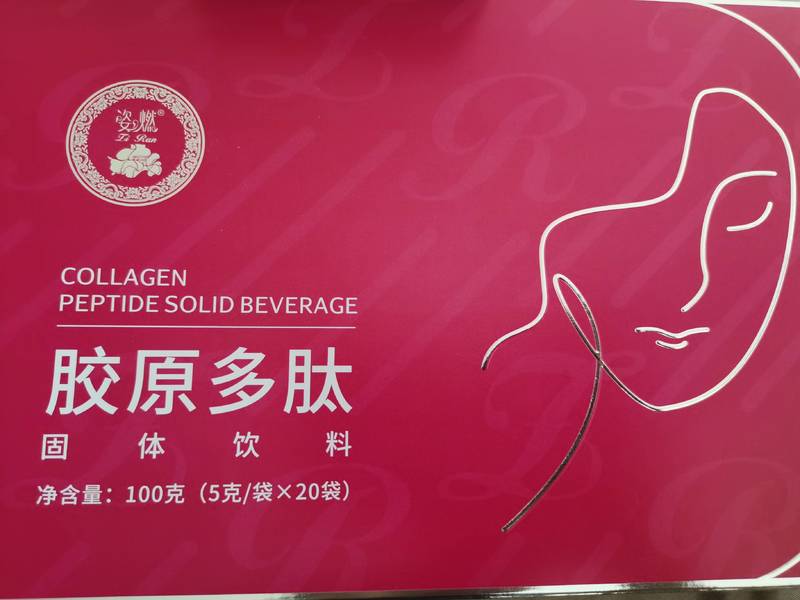 姿燃®
Zi Ran
COLLAGEN
PEPTIDE SOLID BEVERAGE
胶原多肽
固体饮料
净含量：100克（5克/袋×20袋）